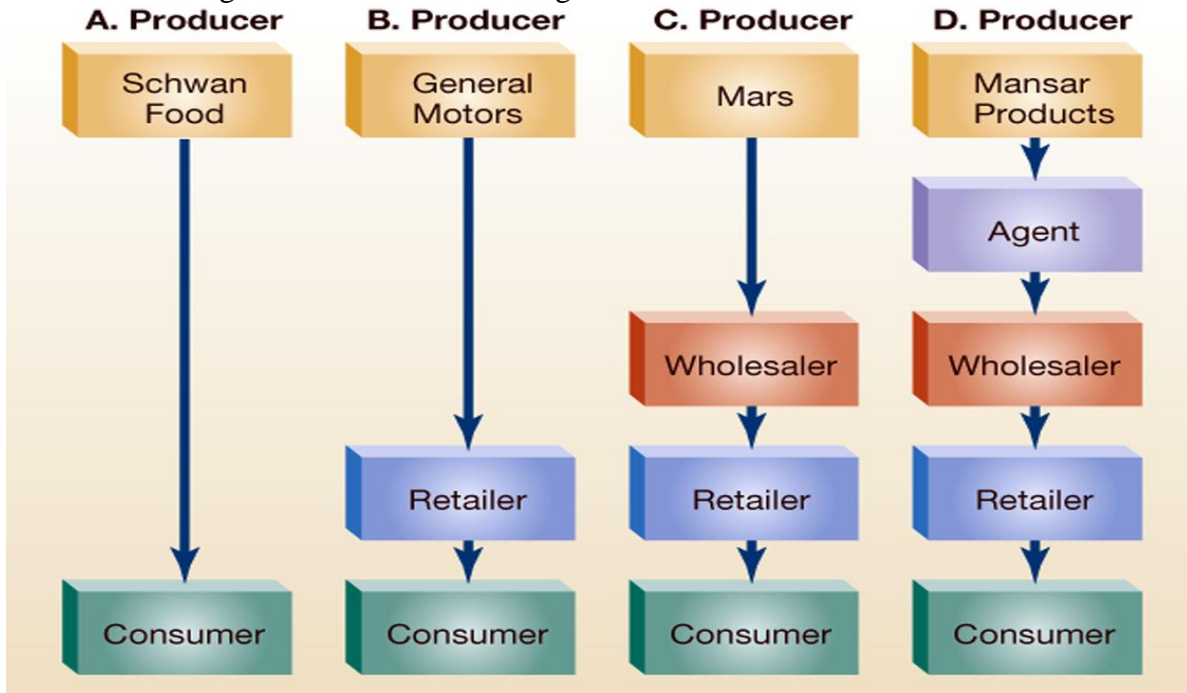 A. Producer
B. Producer
C. Producer
D. Producer
Schwan
Food
General
Motors
Mars
Mansar
Products
Agent
Wholesaler
Wholesaler
Retailer
Retailer
Retailer
Consumer
Consumer
Consumer
Consumer